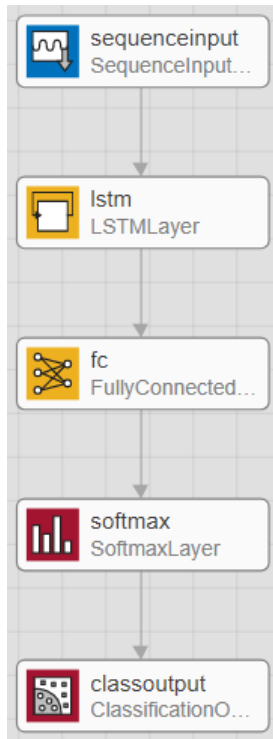 sequenceinput
SequenceInput...
lstm
LSTMLayer
fc
FullyConnected...
softmax
SoftmaxLayer
classoutput
ClassificationO...